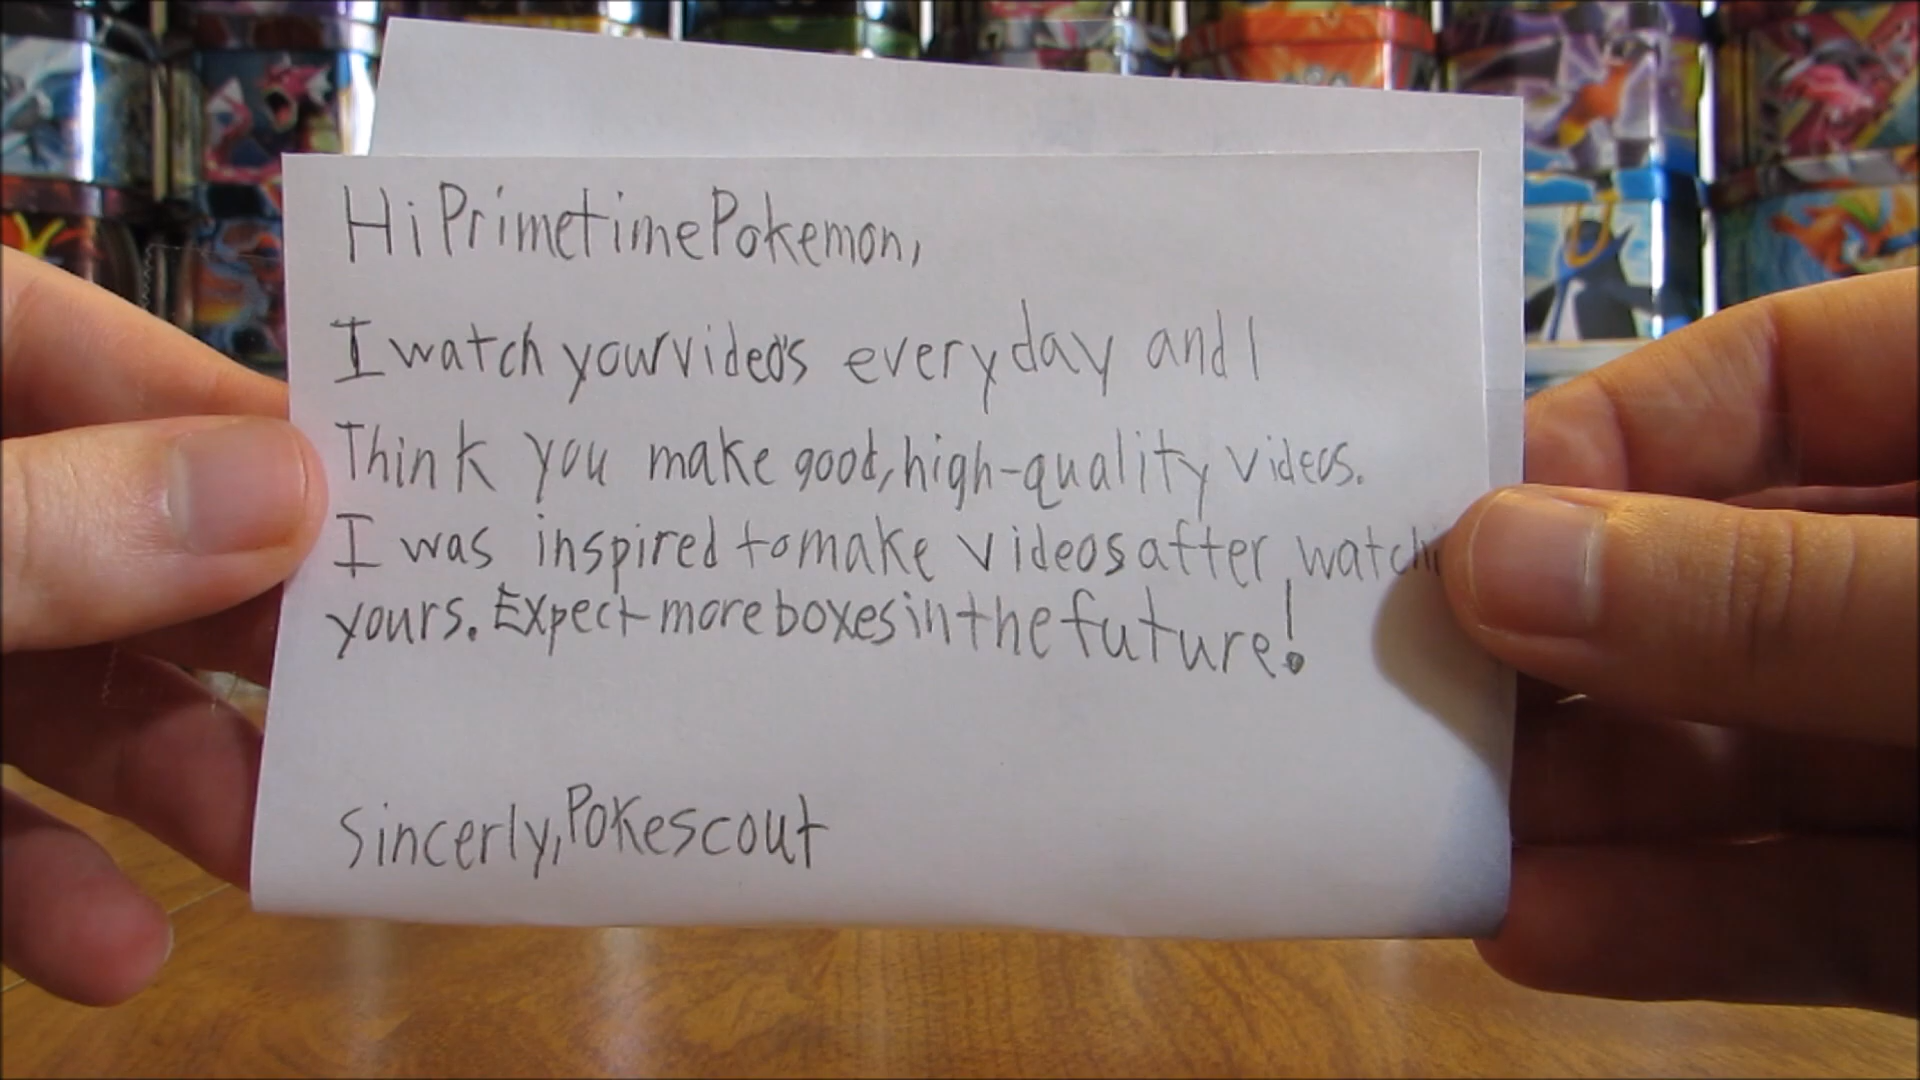 Hi PrimetimePokemon,
I watch your video's everyday and I
Think you make good, high-quality videos.
I was inspired to make videos after watchi
yours. Expect more boxes in the future!
Sincerly, Pokescout